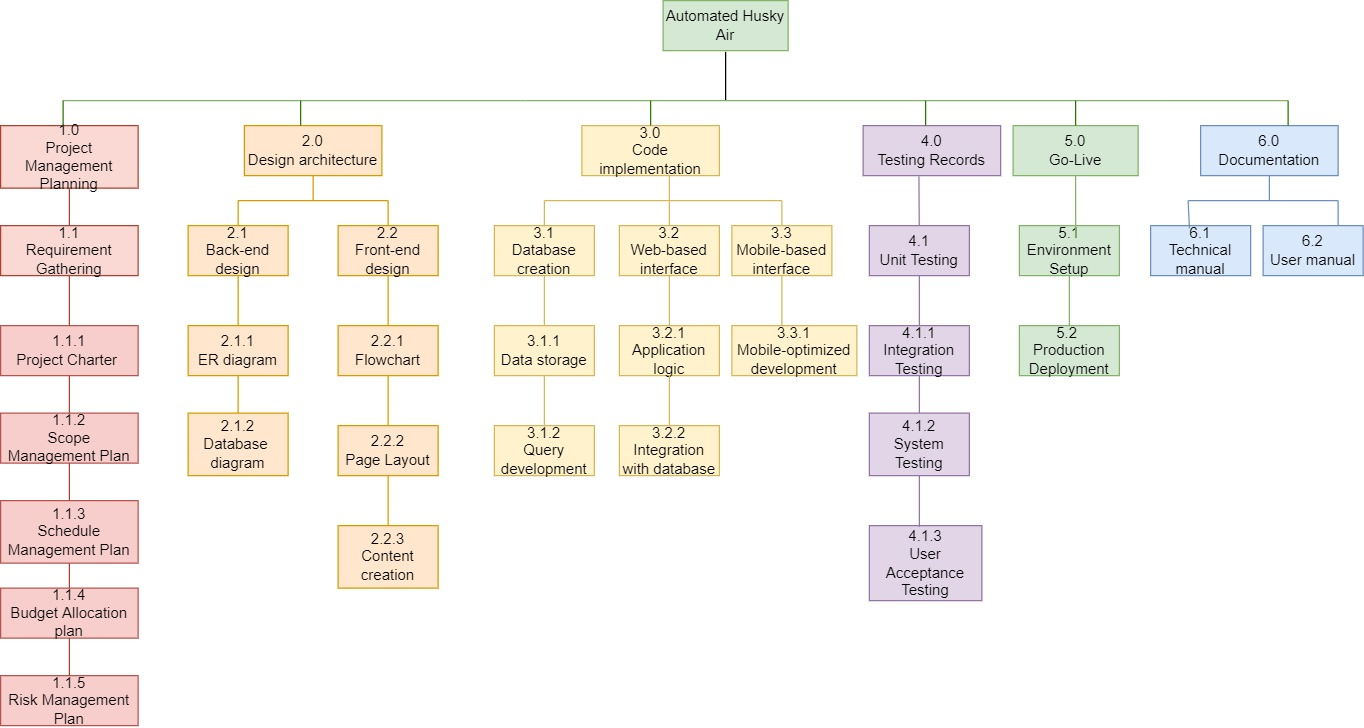 Automated Husky
Air
1.0
Project
Management
Planning
2.0
Design architecture
3.0
Code
implementation
4.0
Testing Records
5.0
Go-Live
6.0
Documentation
1.1
Requirement
Gathering
2.1
Back-end
design
2.2
Front-end
design
3.1
Database
creation
3.2
Web-based
interface
3.3
Mobile-based
interface
4.1
Unit Testing
5.1
Environment
Setup
6.1
Technical
manual
6.2
User manual
1.1.1
Project Charter
2.1.1
ER diagram
2.2.1
Flowchart
3.1.1
Data storage
3.2.1
Application
logic
3.3.1
Mobile-optimized
development
4.1.1
Integration
Testing
5.2
Production
Deployment
1.1.2
Scope
Management Plan
2.1.2
Database
diagram
2.2.2
Page Layout
3.1.2
Query
development
3.2.2
Integration
with database
4.1.2
System
Testing
1.1.3
Schedule
Management Plan
2.2.3
Content
creation
4.1.3
User
Acceptance
Testing
1.1.4
Budget Allocation
plan
1.1.5
Risk Management
Plan